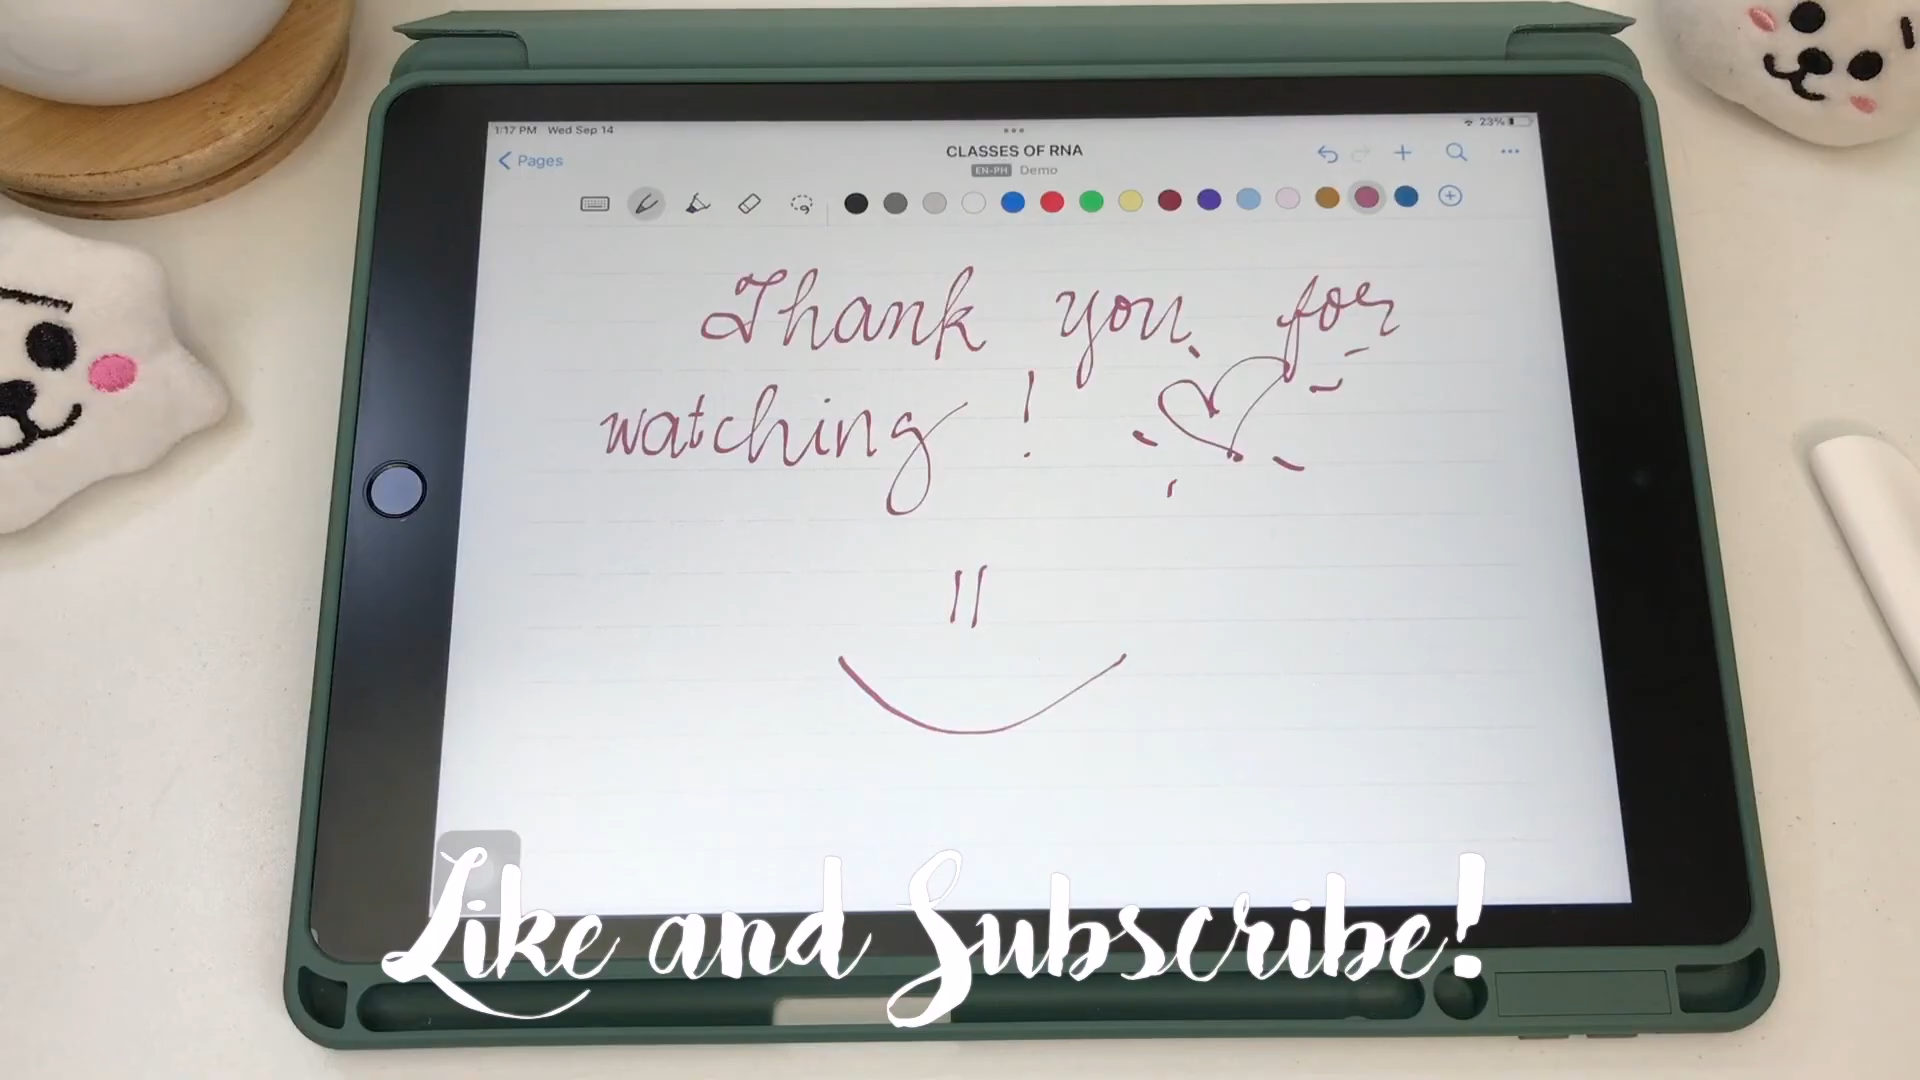 1:17 PM Wed Sep 14
23%
Pages
CLASSES OF RNA
EN-PH Demo
Thank you for
watching!
Like and Subscribe!